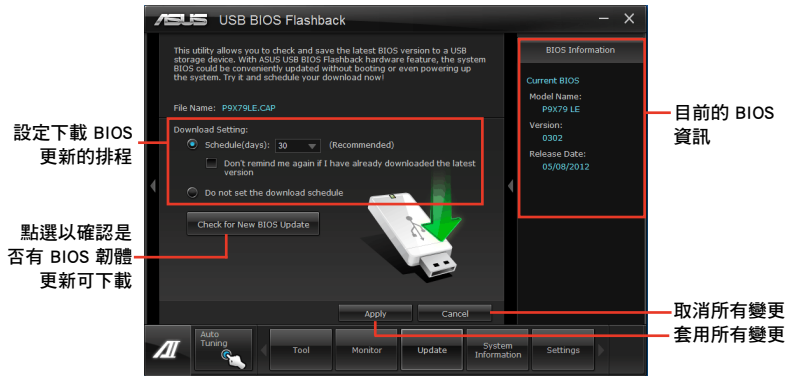 ASUS USB BIOS Flashback
This utility allows you to check and save the latest BIOS version to a USB
storage device. With ASUS USB BIOS Flashback hardware feature, the system
BIOS could be conveniently updated without booting or even powering up
the system. Try it and schedule your download now!
File Name: P9X79LE.CAP
Download Setting:
Schedule(days): 30 (Recommended)
Don't remind me again if I have already downloaded the latest
version
Do not set the download schedule
Check for New BIOS Update
Apply
Cancel
BIOS Information
Current BIOS
Model Name:
P9X79 LE
Version:
0302
Release Date:
05/08/2012
Auto
Tuning
Tool
Monitor
Update
System
Information
Settings
設定下載 BIOS
更新的排程
點選以確認是
否有 BIOS 韌體
更新可下載
目前的 BIOS
資訊
取消所有變更
套用所有變更